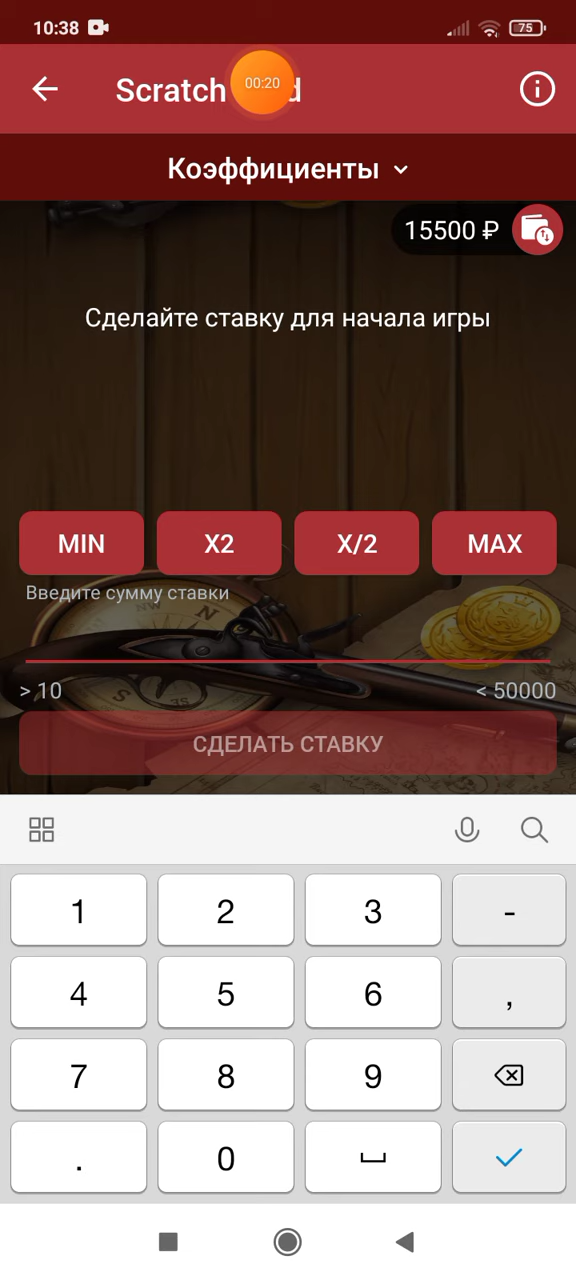 10:38
75
Scratch
00:20
Коэффициенты
15500 ₽
Сделайте ставку для начала игры
MIN X2 X/2 MAX
Введите сумму ставки
> 10 < 50000
СДЕЛАТЬ СТАВКУ
1 2 3 -
4 5 6 ,
7 8 9
. 0